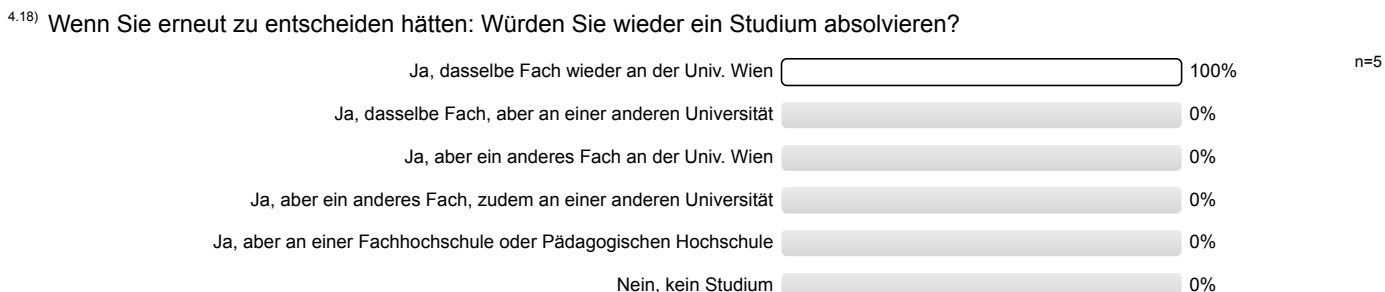 4.18) Wenn Sie erneut zu entscheiden hätten: Würden Sie wieder ein Studium absolvieren?
Ja, dasselbe Fach wieder an der Univ. Wien 100% n=5
Ja, dasselbe Fach, aber an einer anderen Universität 0%
Ja, aber ein anderes Fach an der Univ. Wien 0%
Ja, aber ein anderes Fach, zudem an einer anderen Universität 0%
Ja, aber an einer Fachhochschule oder Pädagogischen Hochschule 0%
Nein, kein Studium 0%